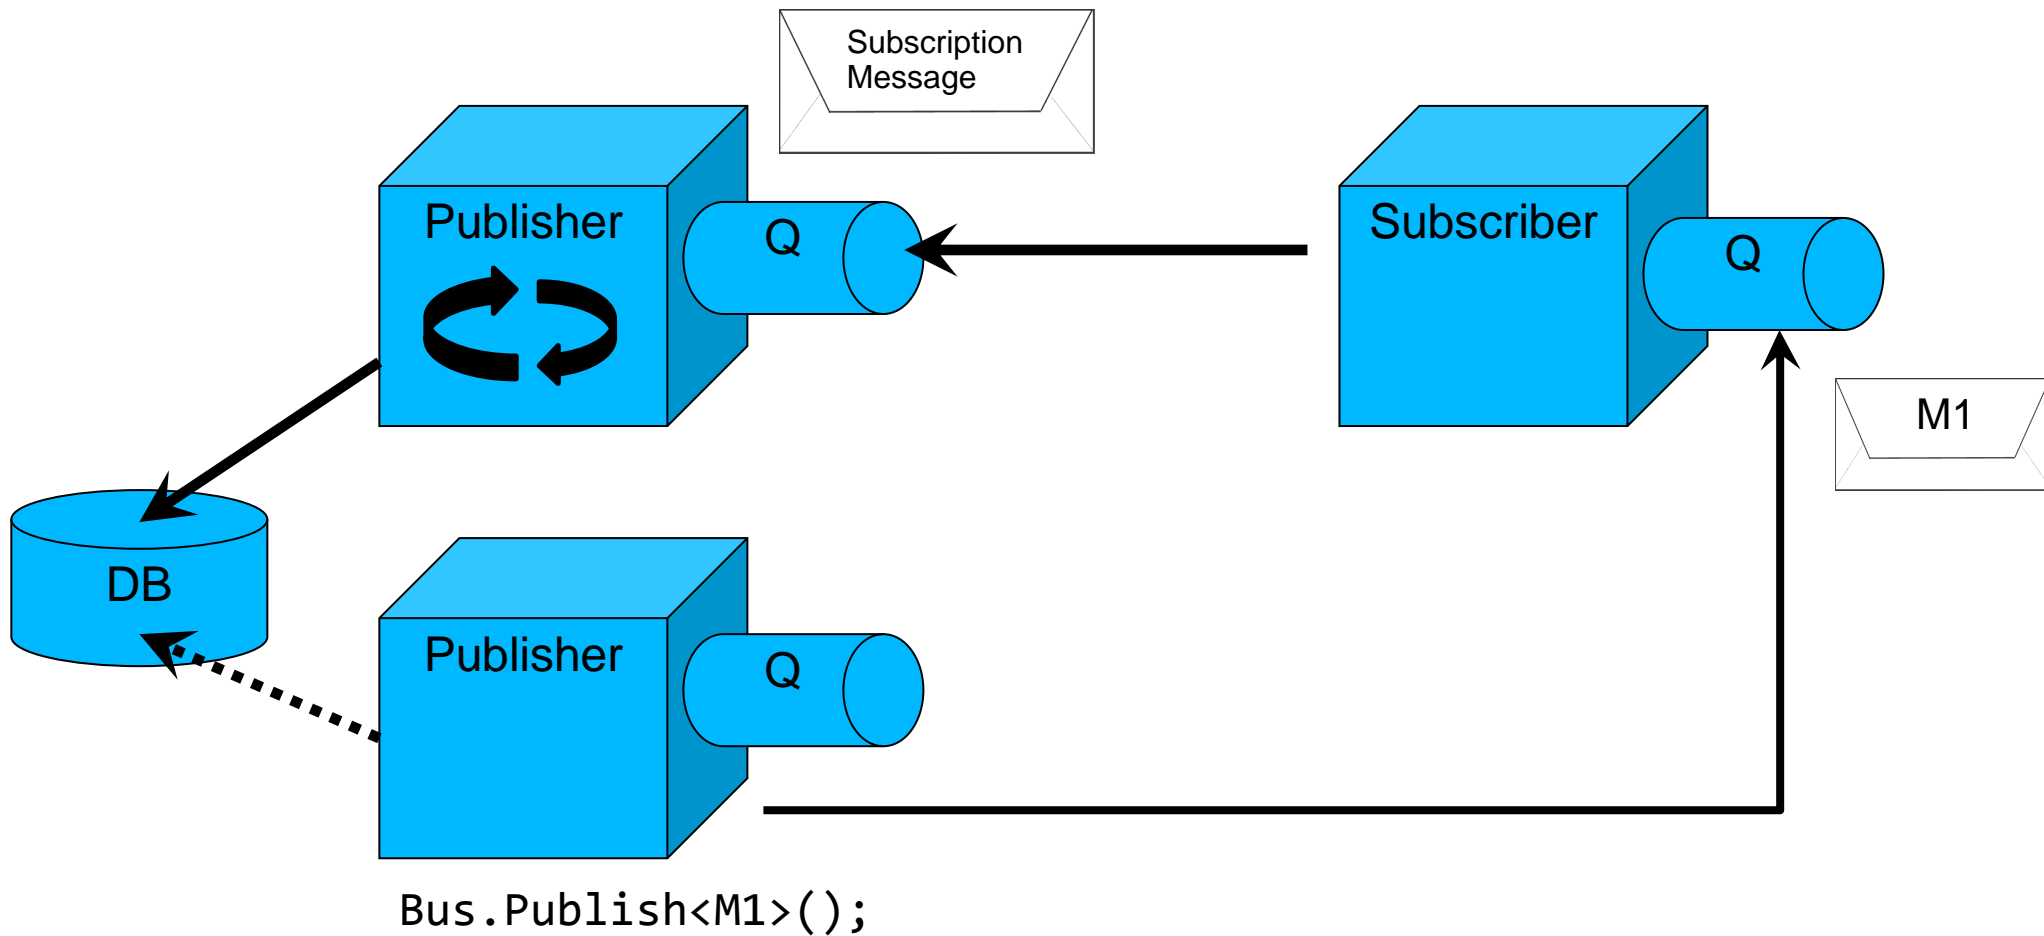 Subscription
Message
Publisher
Q
Subscriber
Q
M1
DB
Publisher
Q
Bus.Publish<M1>();